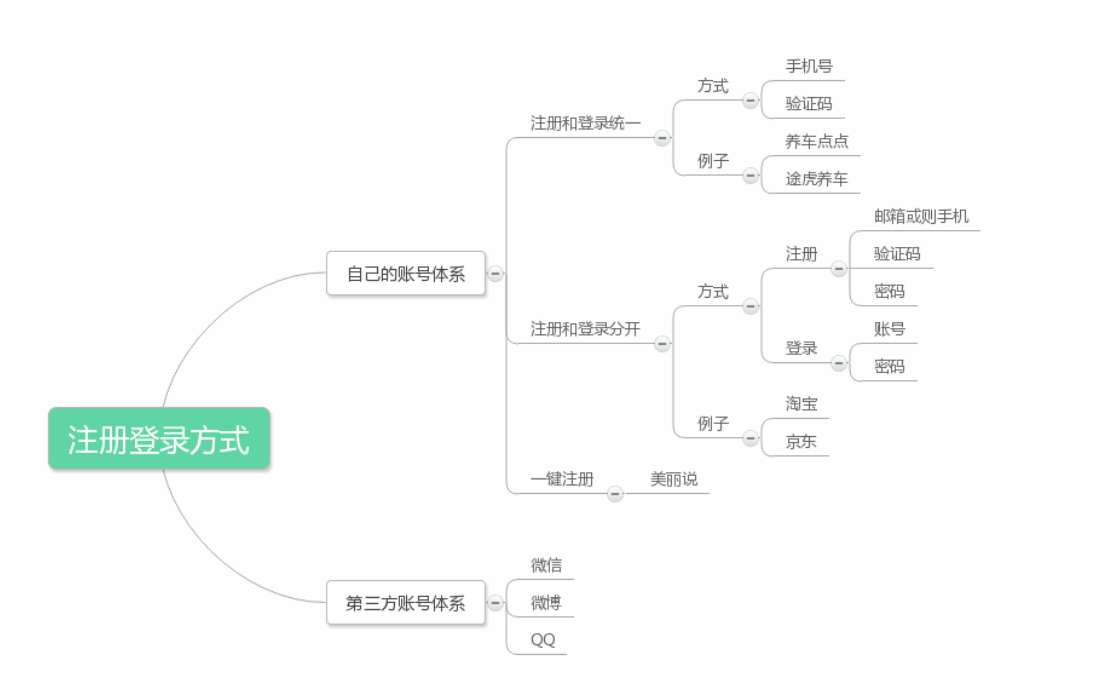 注册登录方式
自己的账号体系
注册和登录统一
方式
手机号
验证码
例子
养车点点
途虎养车
注册和登录分开
方式
注册
邮箱或则手机
验证码
密码
登录
账号
密码
例子
淘宝
京东
一键注册
美丽说
第三方账号体系
微信
微博
QQ